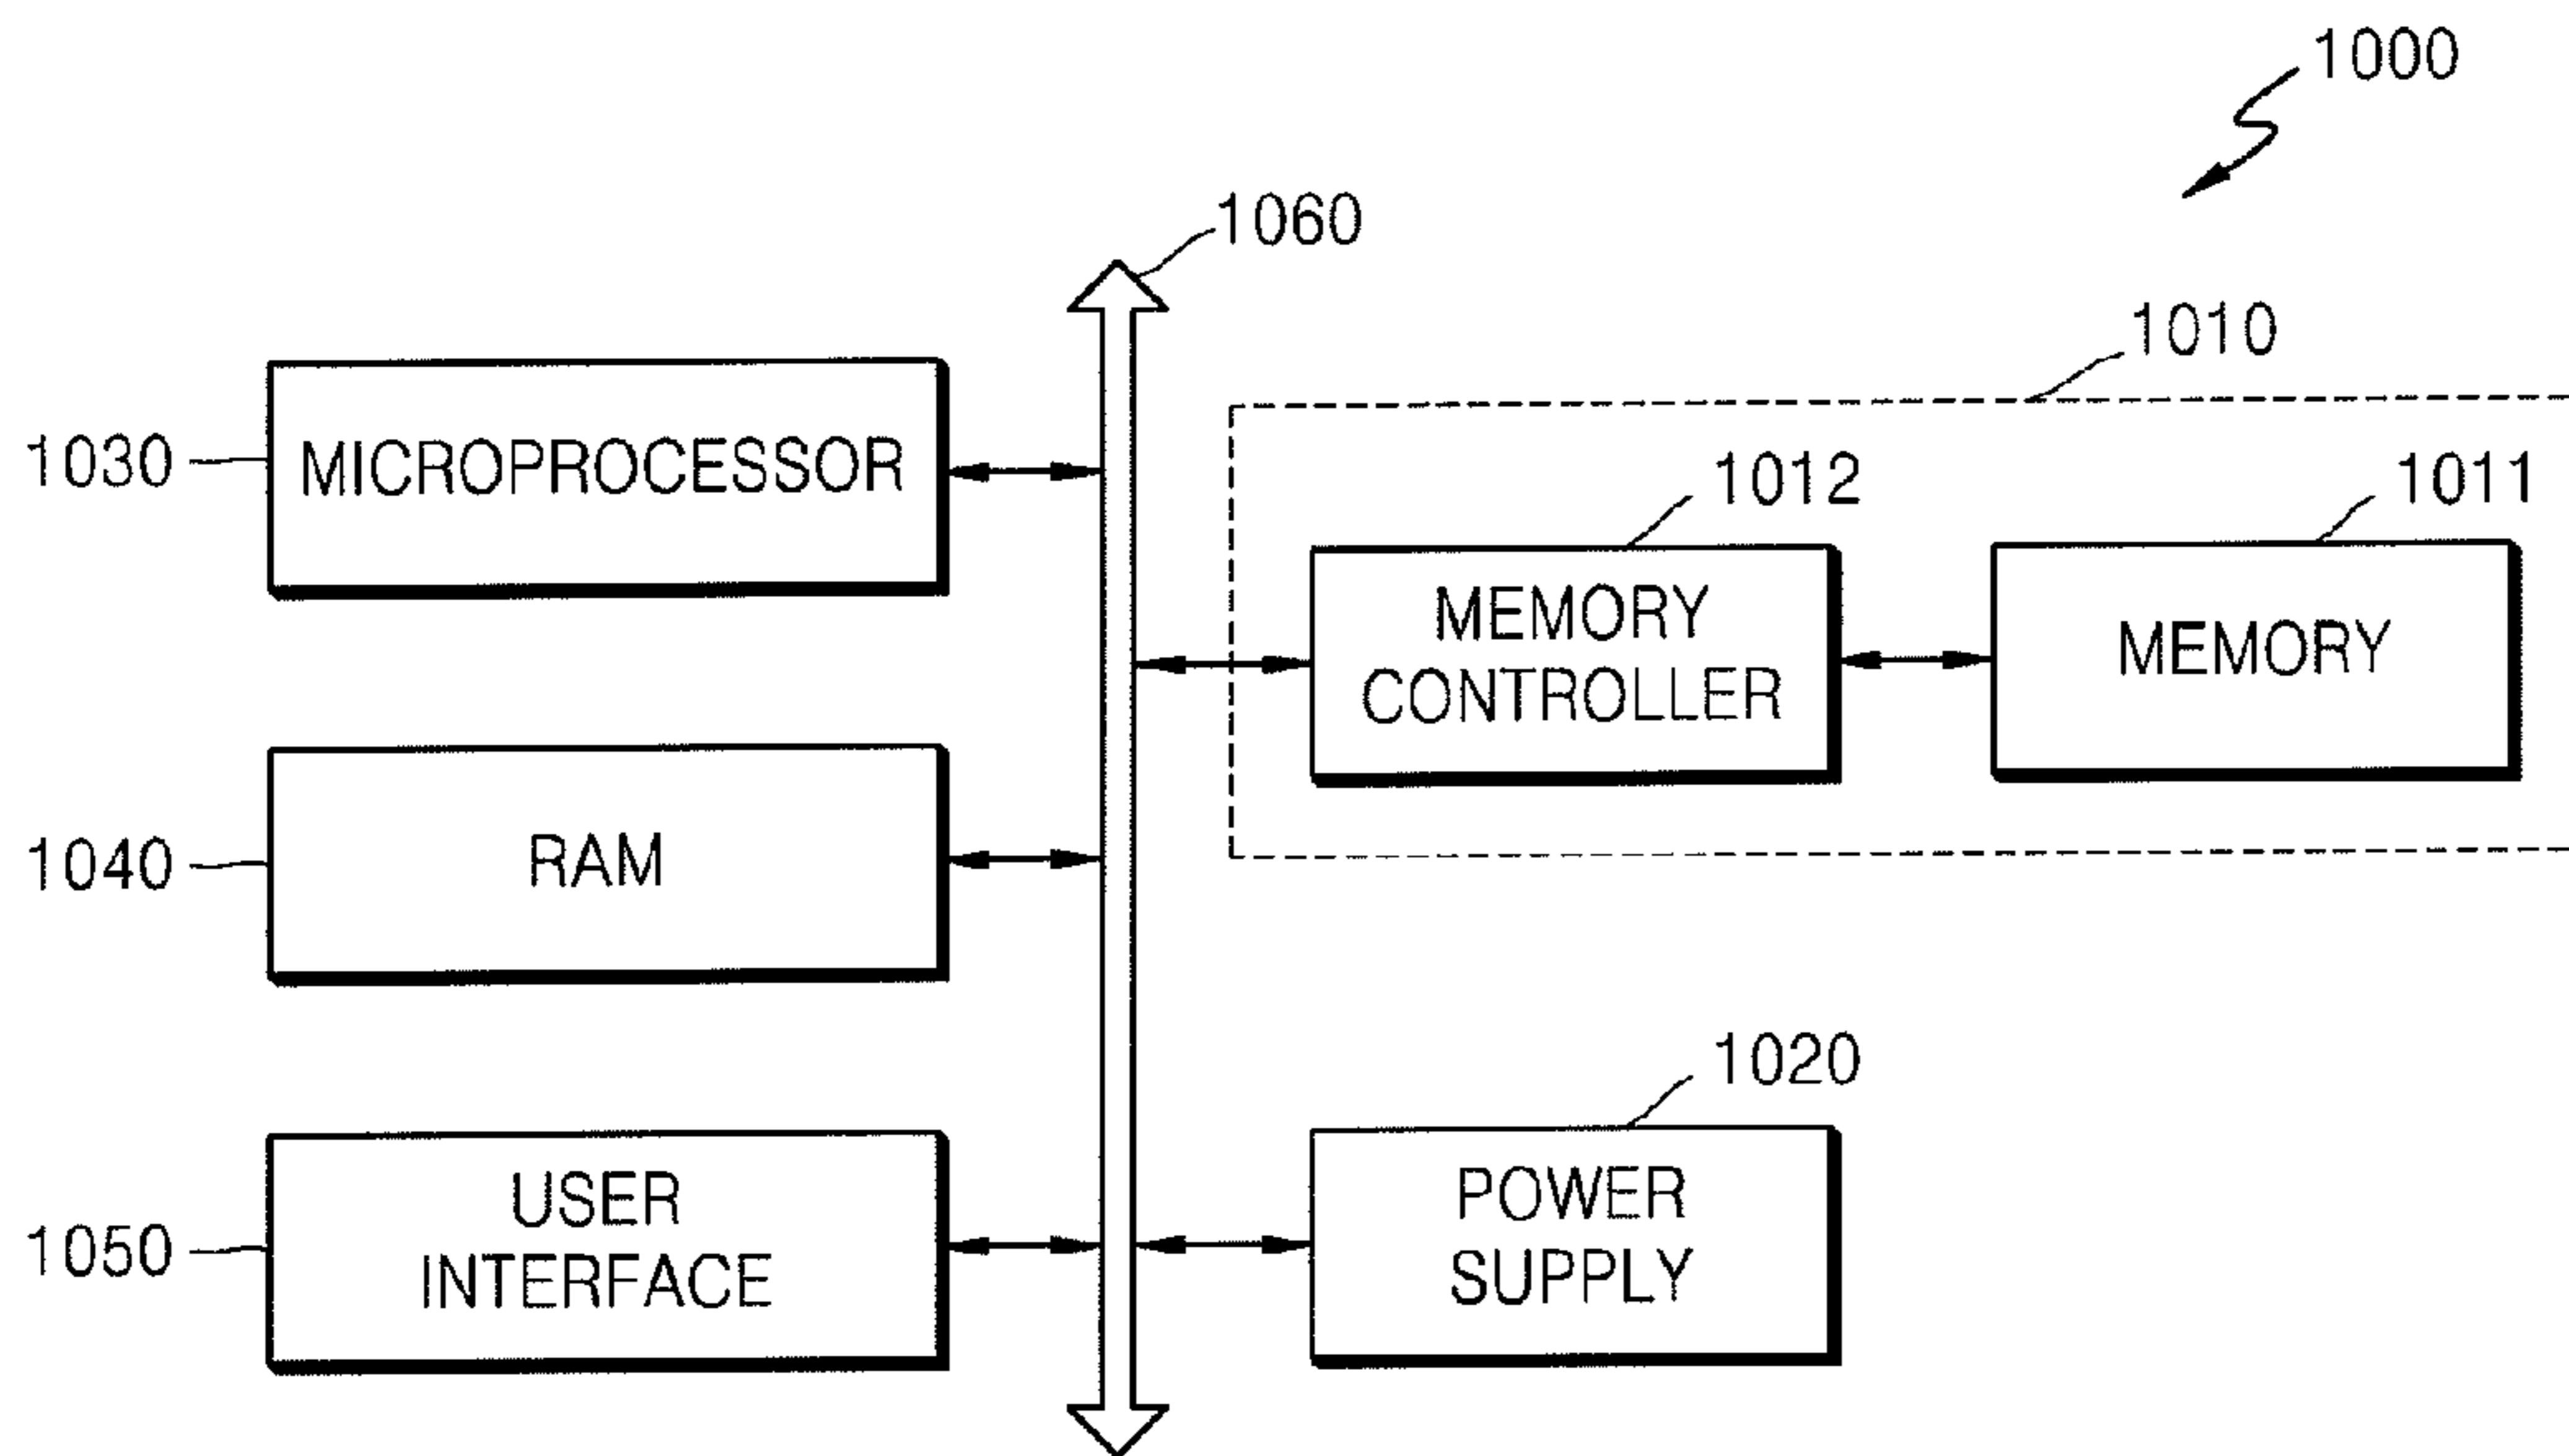 1000
1060
1010
1030
MICROPROCESSOR
1012
1011
MEMORY
CONTROLLER
MEMORY
1040
RAM
1020
1050
USER
INTERFACE
POWER
SUPPLY